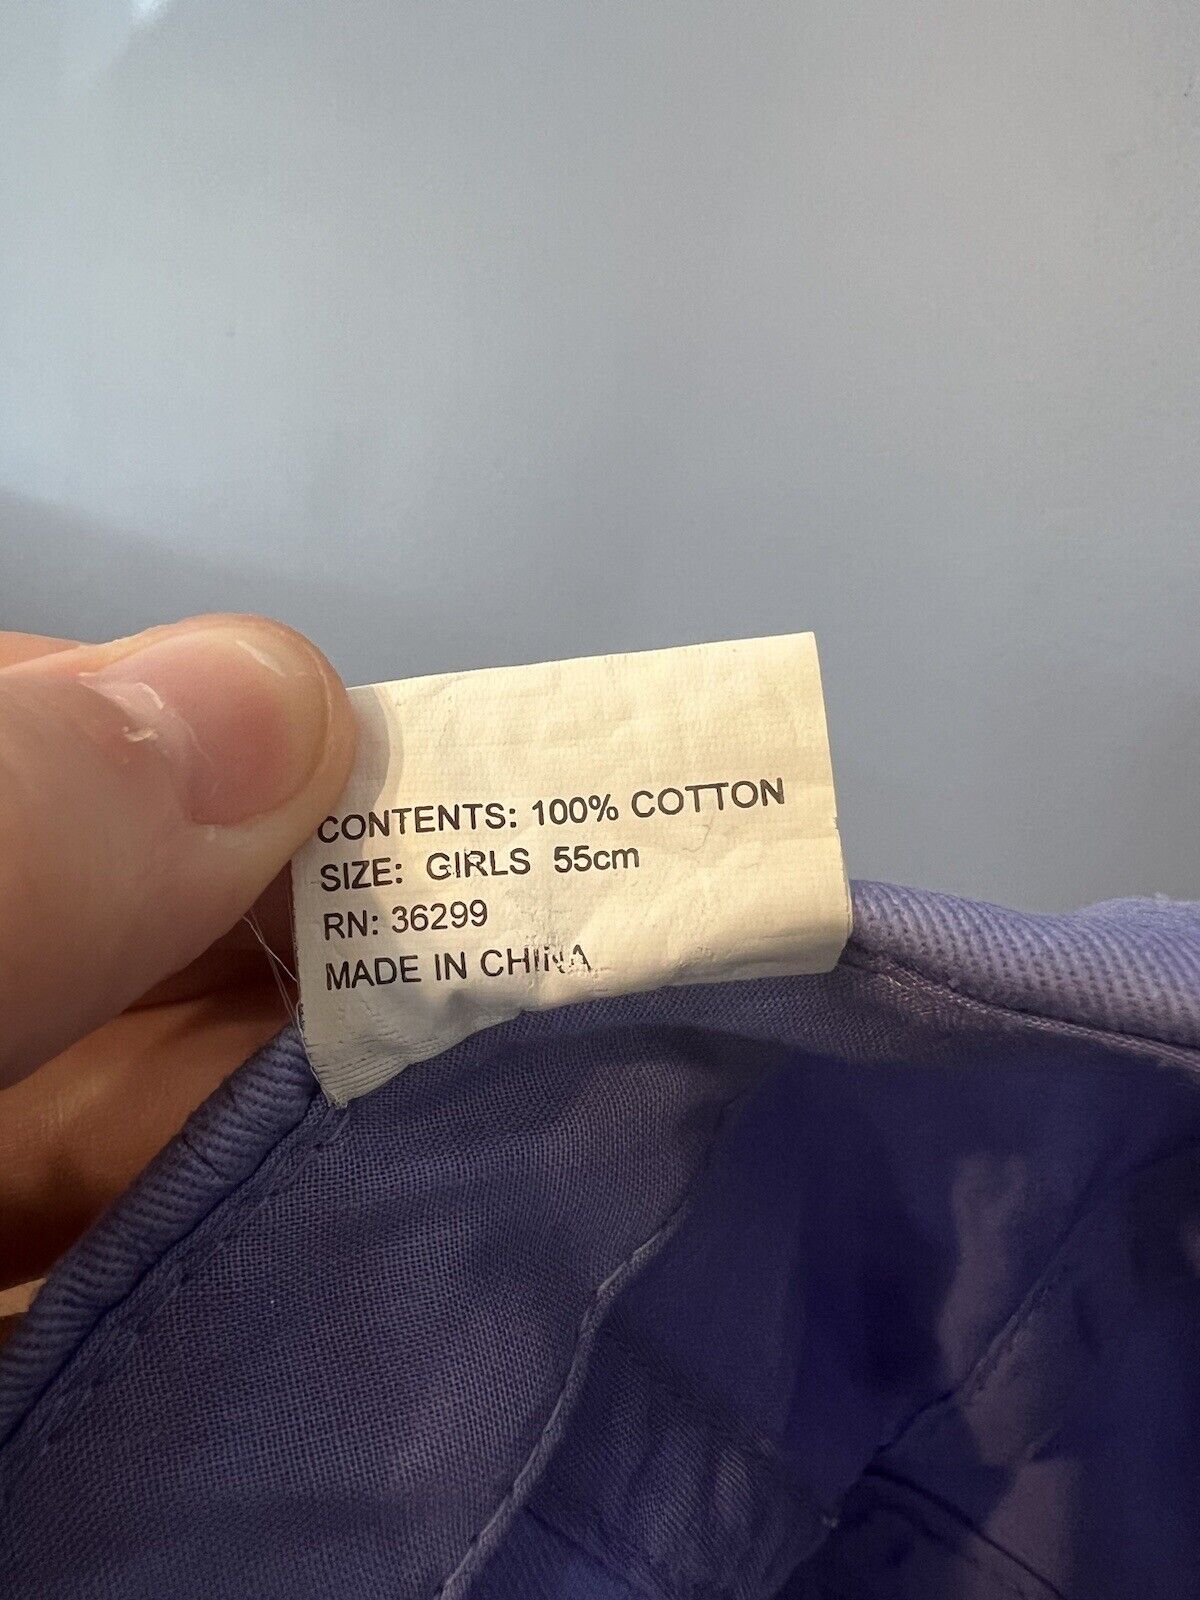 CONTENTS: 100% COTTON
SIZE: GIRLS 55cm
RN: 36299
MADE IN CHINA